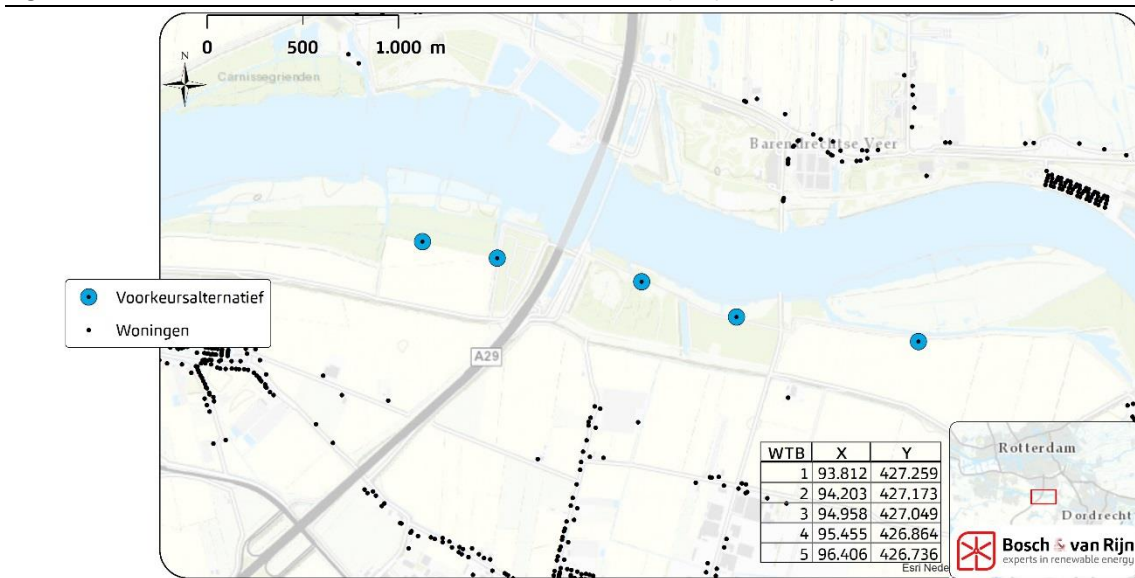 0 500 1.000 m
N
Carnissegrienden
Barendrechtse Veer
Voorkeursalternatief
Woningen
A29
WTB X Y
1 93.812 427.259
2 94.203 427.173
3 94.958 427.049
4 95.455 426.864
5 96.406 426.736
Esri Nede
Rotterdam
Dordrecht
Bosch & van Rijn
experts in renewable energy